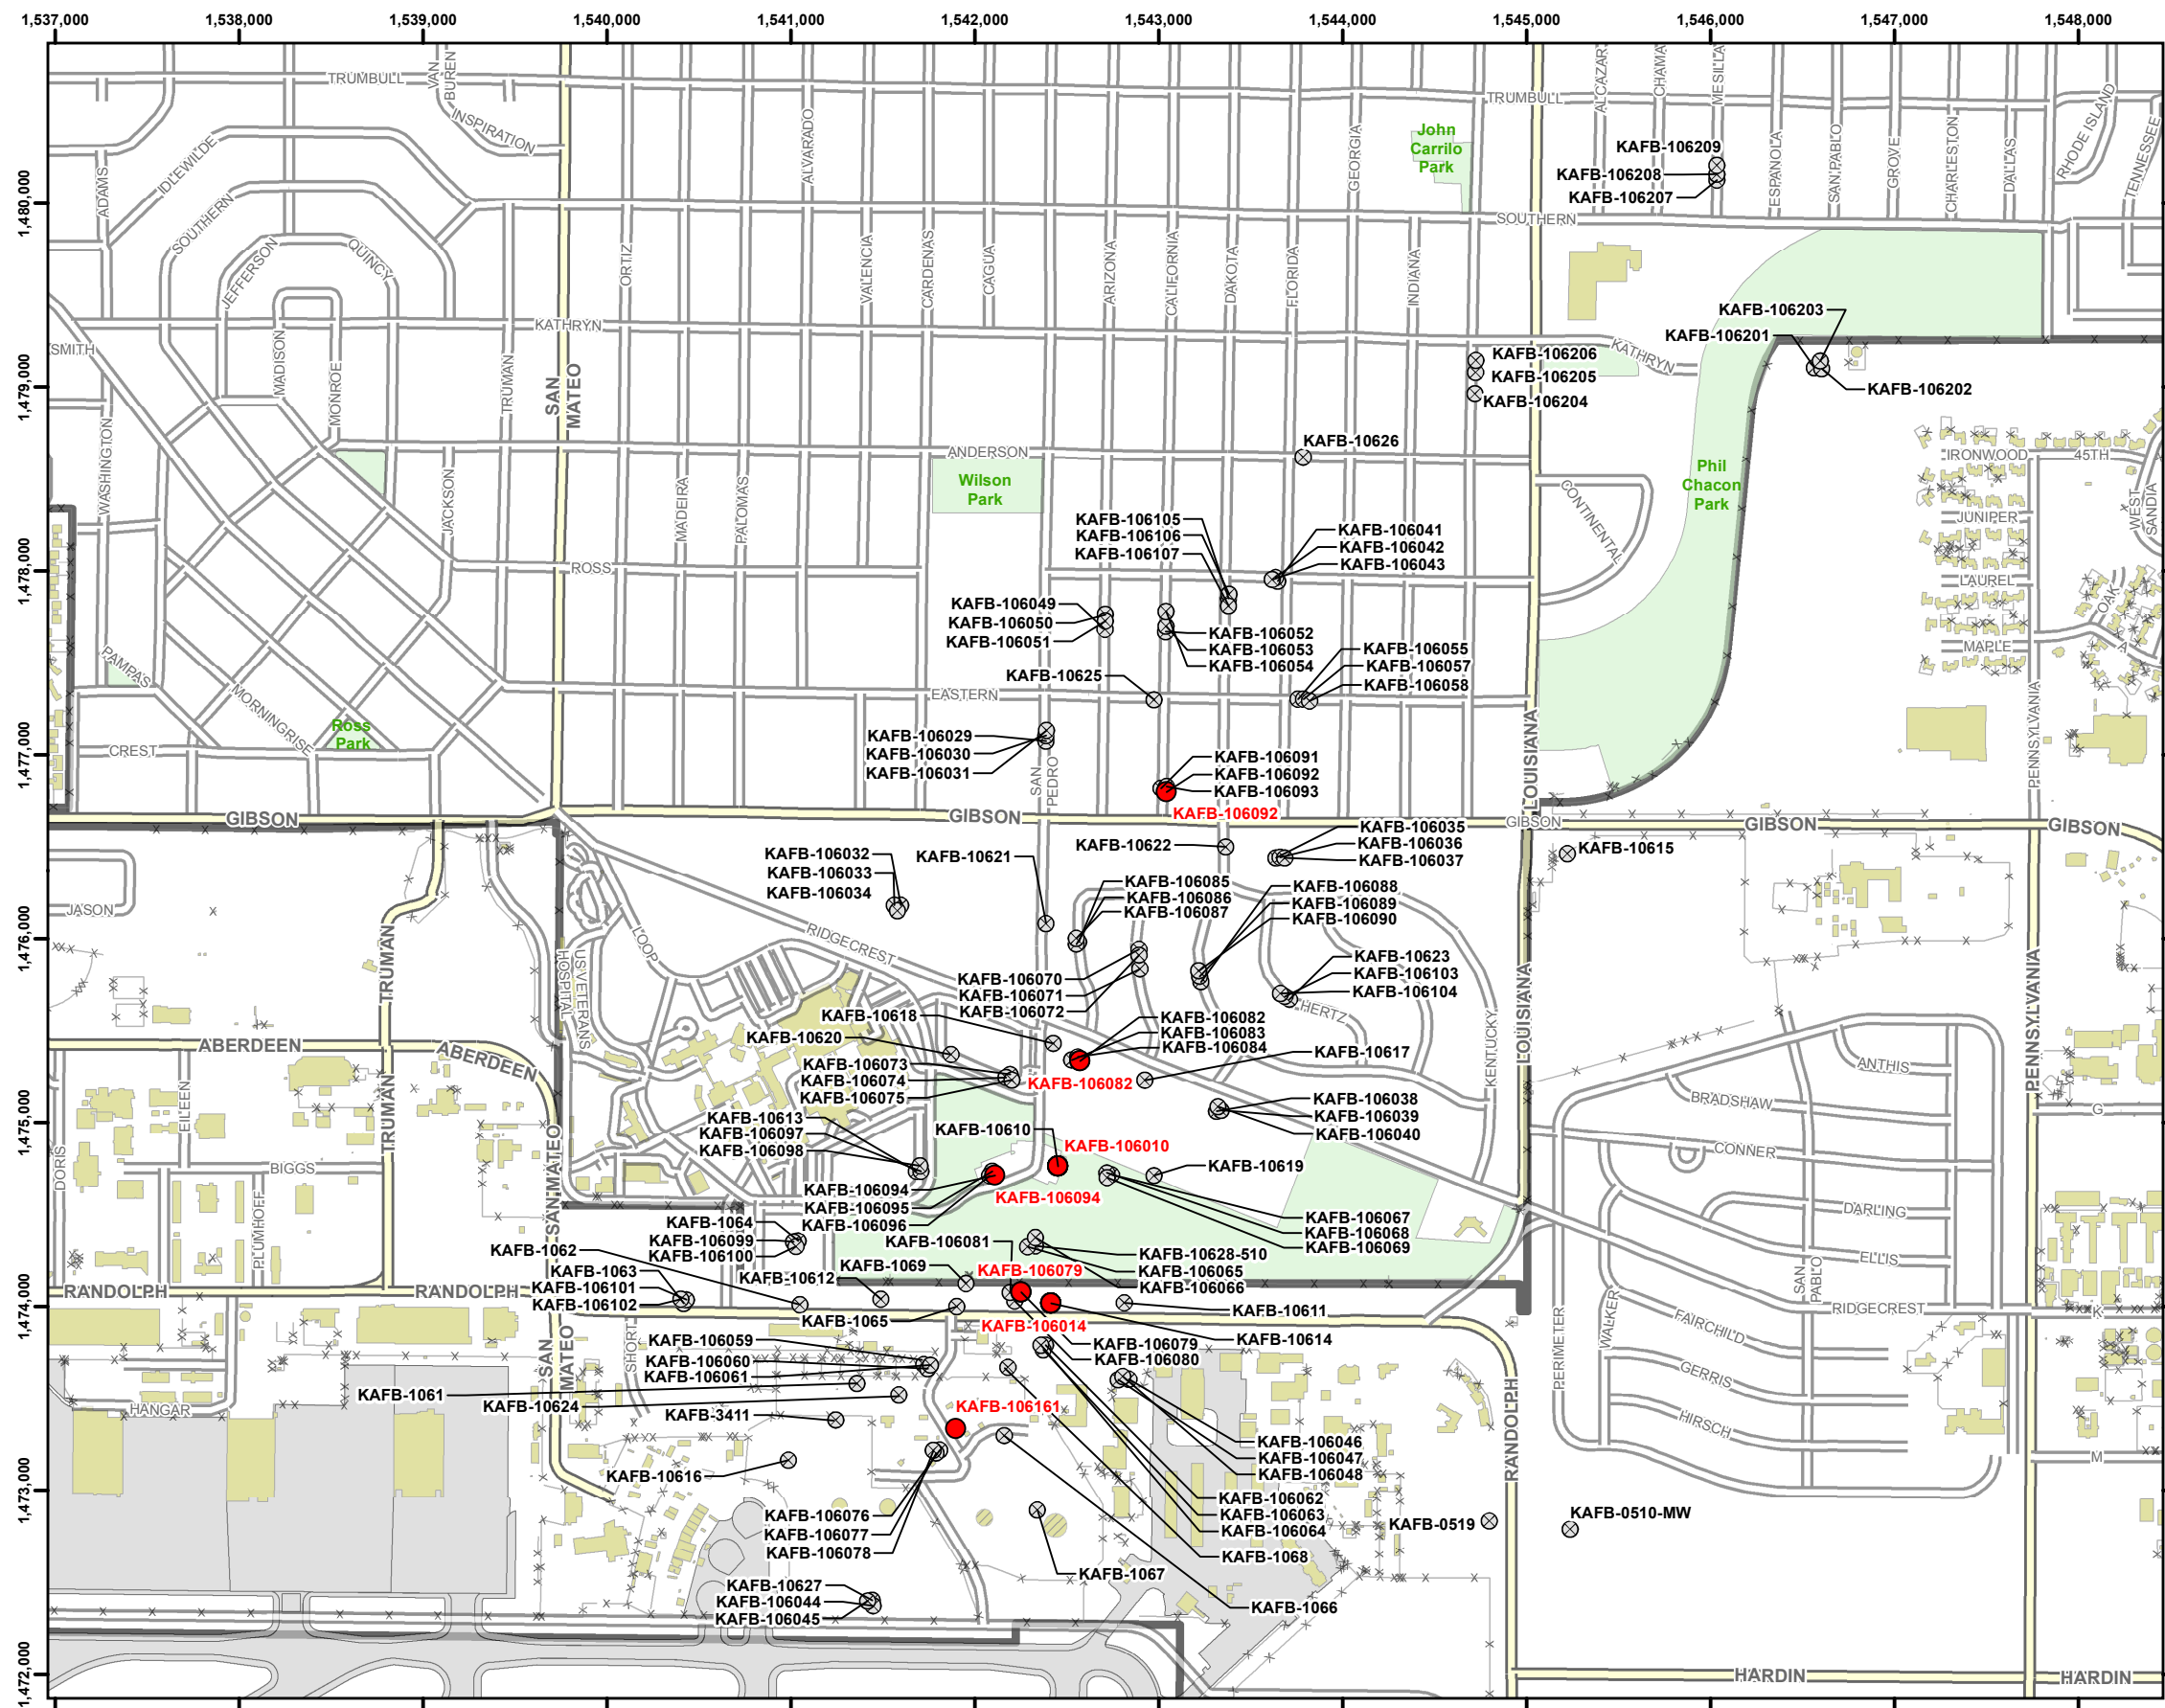 1,537,000
1,538,000
1,539,000
1,540,000
1,541,000
1,542,000
1,543,000
1,544,000
1,545,000
1,546,000
1,547,000
1,548,000
1,480,000
1,479,000
1,478,000
1,477,000
1,476,000
1,475,000
1,474,000
1,473,000
1,472,000
TRUMBULL
VAN
BUREN
INSPIRATION
TRUMBULL
ALCAZAR
CHAMA
MESILLA
RHODE ISLAND
TENNESSEE
ADAMS
IDLEWILDE
SOUTHERN
JEFFERSON
QUINCY
ALVARADO
GEORGIA
John
Carrilo
Park
KAFB-106209
KAFB-106208
KAFB-106207
ESPANOLA
SAN PABLO
GROVE
CHARLESTON
DALLAS
SOUTHERN
ORTIZ
VALENCIA
CARDENAS
CAGUA
ARIZONA
CALIFORNIA
DAKOTA
FLORIDA
INDIANA
KATHRYN
SMITH
MADISON
MONROE
TRUMAN
SAN
MATEO
KAFB-106203
KAFB-106201
KAFB-106202
KATHRYN
KAFB-106206
KAFB-106205
KAFB-106204
KAFB-10626
ANDERSON
Wilson
Park
WASHINGTON
JACKSON
MADEIRA
PALOMAS
Phil
Chacon
Park
CONTINENTAL
IRONWOOD
45TH
WEST
SANDIA
JUNIPER
LAUREL
OAK
MAPLE
A
KAFB-106105
KAFB-106106
KAFB-106107
KAFB-106041
KAFB-106042
KAFB-106043
ROSS
KAFB-106049
KAFB-106050
KAFB-106051
KAFB-106052
KAFB-106053
KAFB-106054
KAFB-106055
KAFB-106057
KAFB-106058
KAFB-10625
EASTERN
PAMPAS
MORNINGRISE
Ross
Park
CREST
KAFB-106029
KAFB-106030
KAFB-106031
SAN
PEDRO
KAFB-106091
KAFB-106092
KAFB-106093
KAFB-106092
LOUISIANA
PENNSYLVANIA
GIBSON
GIBSON
GIBSON
GIBSON
GIBSON
KAFB-106035
KAFB-106036
KAFB-106037
KAFB-10622
KAFB-10615
KAFB-106032
KAFB-106033
KAFB-106034
KAFB-10621
KAFB-106085
KAFB-106086
KAFB-106087
KAFB-106088
KAFB-106089
KAFB-106090
JASON
TRUMAN
HOSPITAL
US VETERANS
LOOP
RIDGECREST
KAFB-106070
KAFB-106071
KAFB-106072
KAFB-10623
KAFB-106103
KAFB-106104
HERTZ
KENTUCKY
LOUISIANA
PENNSYLVANIA
KAFB-10618
KAFB-10620
KAFB-106082
KAFB-106083
KAFB-106084
KAFB-10617
KAFB-106082
KAFB-106073
KAFB-106074
KAFB-106075
ABERDEEN
ABERDEEN
EILEEN
TRUMAN
ANTHIS
BRADSHAW
G
KAFB-10613
KAFB-106097
KAFB-106098
KAFB-10610
KAFB-106010
KAFB-106038
KAFB-106039
KAFB-106040
CONNER
DORIS
BIGGS
PLUMHOFF
SAN MATEO
KAFB-10619
KAFB-106094
KAFB-106095
KAFB-106096
KAFB-106094
KAFB-106067
KAFB-106068
KAFB-106069
DARLING
ELLIS
KAFB-1064
KAFB-106099
KAFB-106100
KAFB-1062
KAFB-1063
KAFB-106101
KAFB-106102
KAFB-106081
KAFB-1069
KAFB-10612
KAFB-106079
KAFB-10628-510
KAFB-106065
KAFB-106066
SAN
PABLO
RANDOLPH
RANDOLPH
KAFB-1065
KAFB-106014
KAFB-10611
KAFB-10614
RIDGECREST
K
PERIMETER
WALKER
FAIRCHILD
SAN
MATEO
SHORT
KAFB-106059
KAFB-106060
KAFB-106061
KAFB-106079
KAFB-106080
GERRIS
KAFB-1061
KAFB-10624
KAFB-3411
KAFB-106161
HANGAR
HIRSCH
RANDOLPH
M
KAFB-10616
KAFB-106046
KAFB-106047
KAFB-106048
KAFB-106062
KAFB-106063
KAFB-106064
KAFB-0519
KAFB-0510-MW
KAFB-106076
KAFB-106077
KAFB-106078
KAFB-1068
KAFB-1067
KAFB-1066
KAFB-10627
KAFB-106044
KAFB-106045
HARDIN
HARDIN